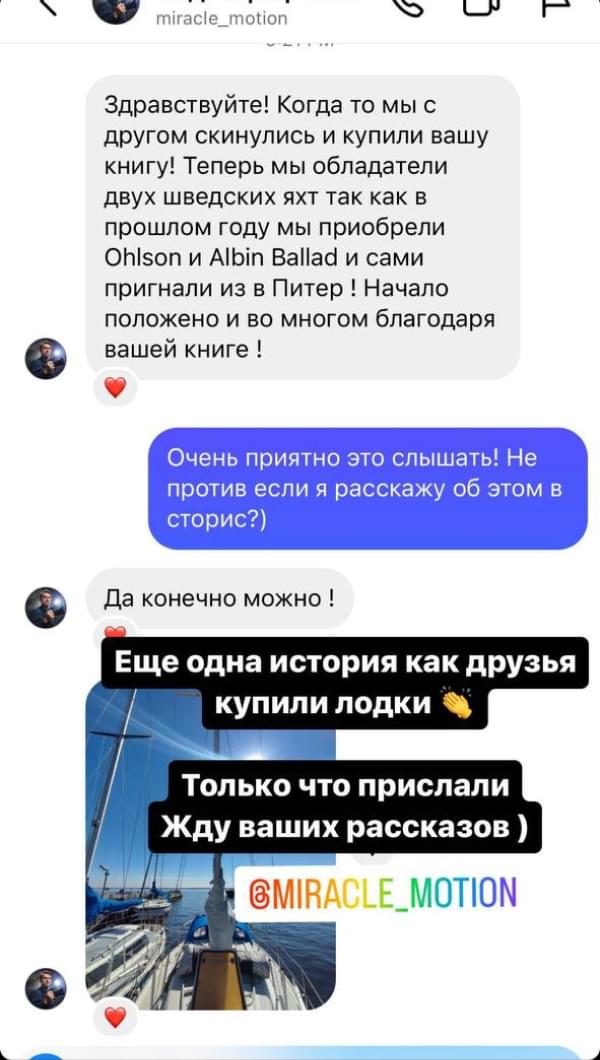 miracle_motion
Здравствуйте! Когда то мы с
другом скинулись и купили вашу
книгу! Теперь мы обладатели
двух шведских яхт так как в
прошлом году мы приобрели
Ohlson и Albin Ballad и сами
пригнали из в Питер ! Начало
положено и во многом благодаря
вашей книге !
Очень приятно это слышать! Не
против если я расскажу об этом в
сторис?)
Да конечно можно !
Еще одна история как друзья
купили лодки 👏
Только что прислали
Жду ваших рассказов )
@MIRACLE_MOTION